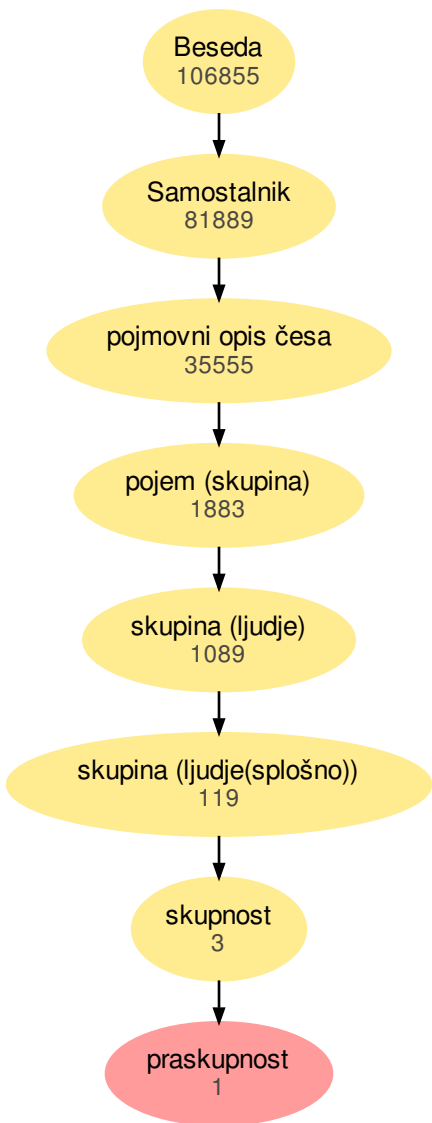 Beseda
106855
Samostalnik
81889
pojmovni opis česa
35555
pojem (skupina)
1883
skupina (ljudje)
1089
skupina (ljudje(splošno))
119
skupnost
3
praskupnost
1